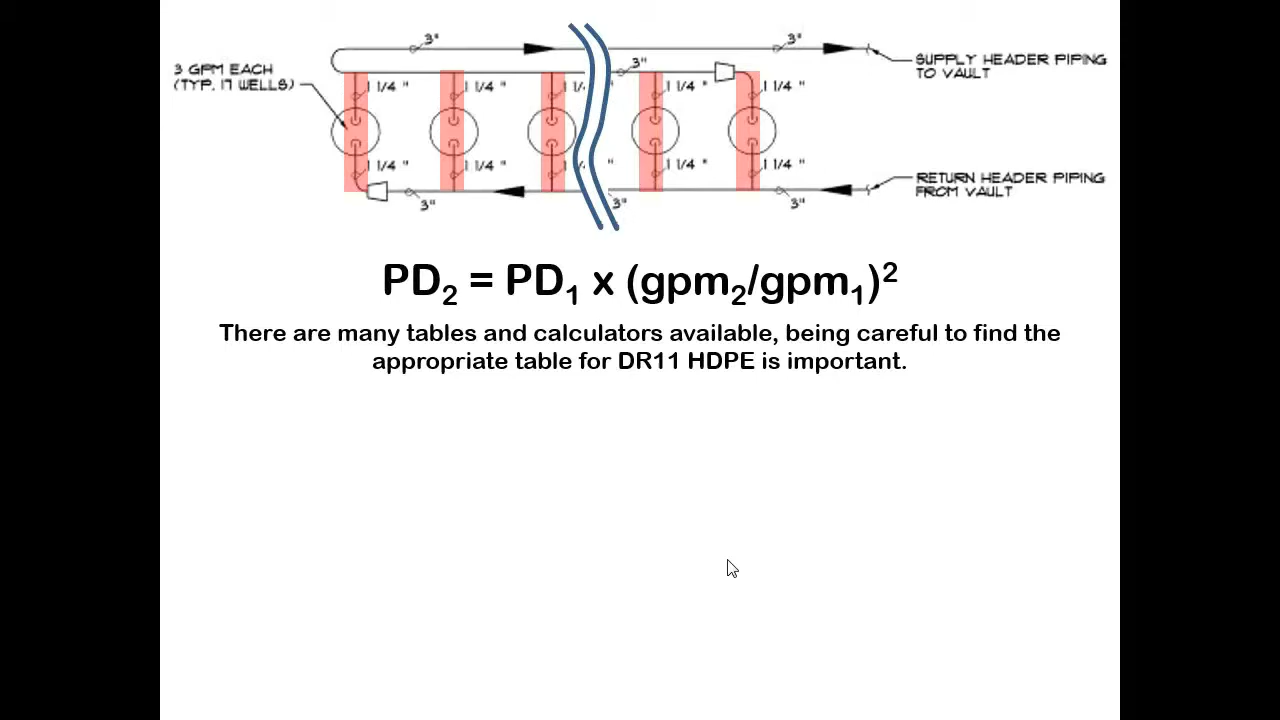 3"
3"
3 GPM EACH
(TYP. 17 WELLS)
SUPPLY HEADER PIPING
TO VAULT
3"
1 1/4 "
1 1/4 "
1 1/
1 1/4 "
1 1/4 "
1 1/4 "
1 1/4 "
1 1/
"
1 1/4 "
1 1/4 "
RETURN HEADER PIPING
FROM VAULT
3"
3"
3"
PD₂ = PD₁ x (gpm₂/gpm₁)²
There are many tables and calculators available, being careful to find the
appropriate table for DR11 HDPE is important.